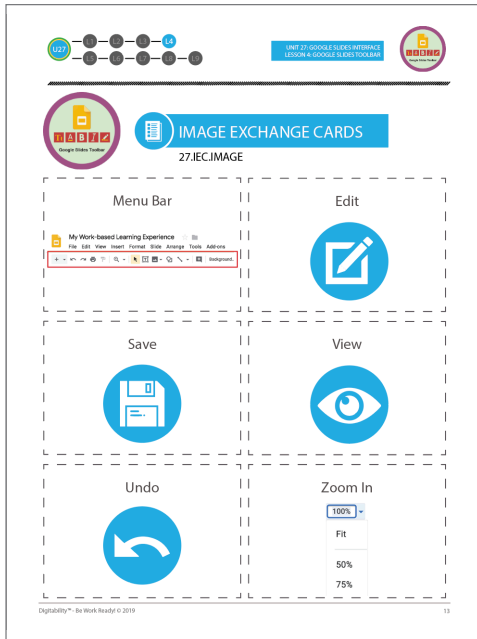 U27
L1
L2
L3
L4
L5
L6
L7
L8
L9
UNIT 27: GOOGLE SLIDES INTERFACE
LESSON 4: GOOGLE SLIDES TOOLBAR
Google Slides Toolbar
IMAGE EXCHANGE CARDS
27.IEC.IMAGE
Menu Bar
My Work-based Learning Experience
File Edit View Insert Format Slide Arrange Tools Add-ons
Background..
Edit
Save
View
Undo
Zoom In
100%
Fit
50%
75%
Digitability™ - Be Work Ready! © 2019
13